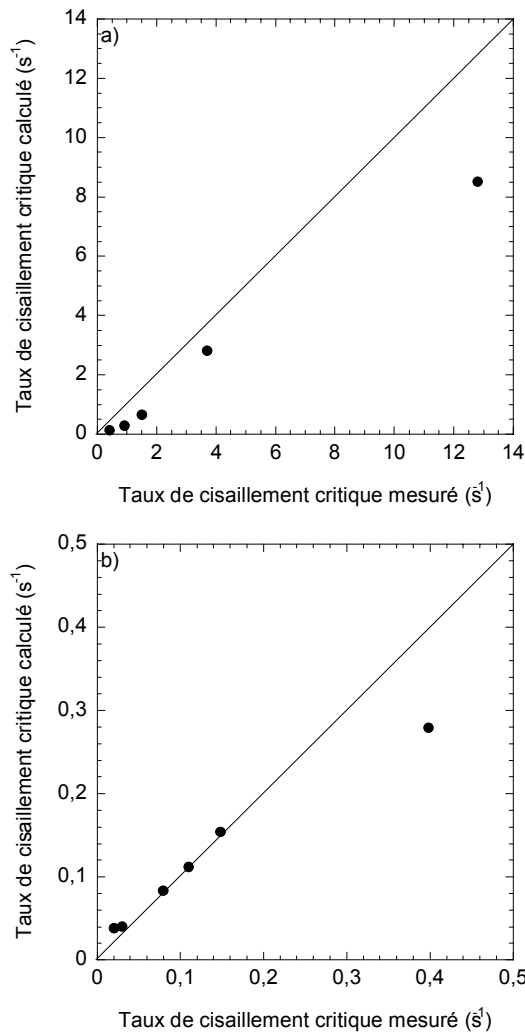 a)
Taux de cisaillement critique calculé (s⁻¹)
14
12
10
8
6
4
2
0
0 2 4 6 8 10 12 14
Taux de cisaillement critique mesuré (s⁻¹)
b)
Taux de cisaillement critique calculé (s⁻¹)
0,5
0,4
0,3
0,2
0,1
0
0 0,1 0,2 0,3 0,4 0,5
Taux de cisaillement critique mesuré (s⁻¹)